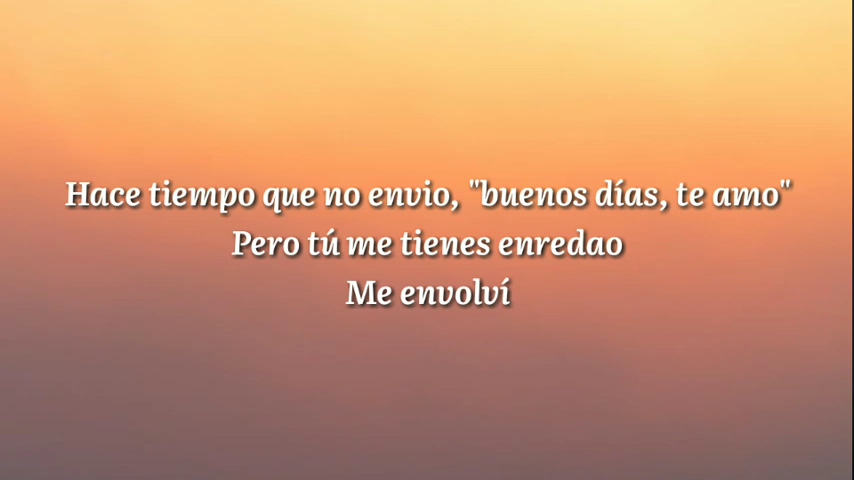 Hace tiempo que no envio, "buenos días, te amo"
Pero tú me tienes enredao
Me envolví